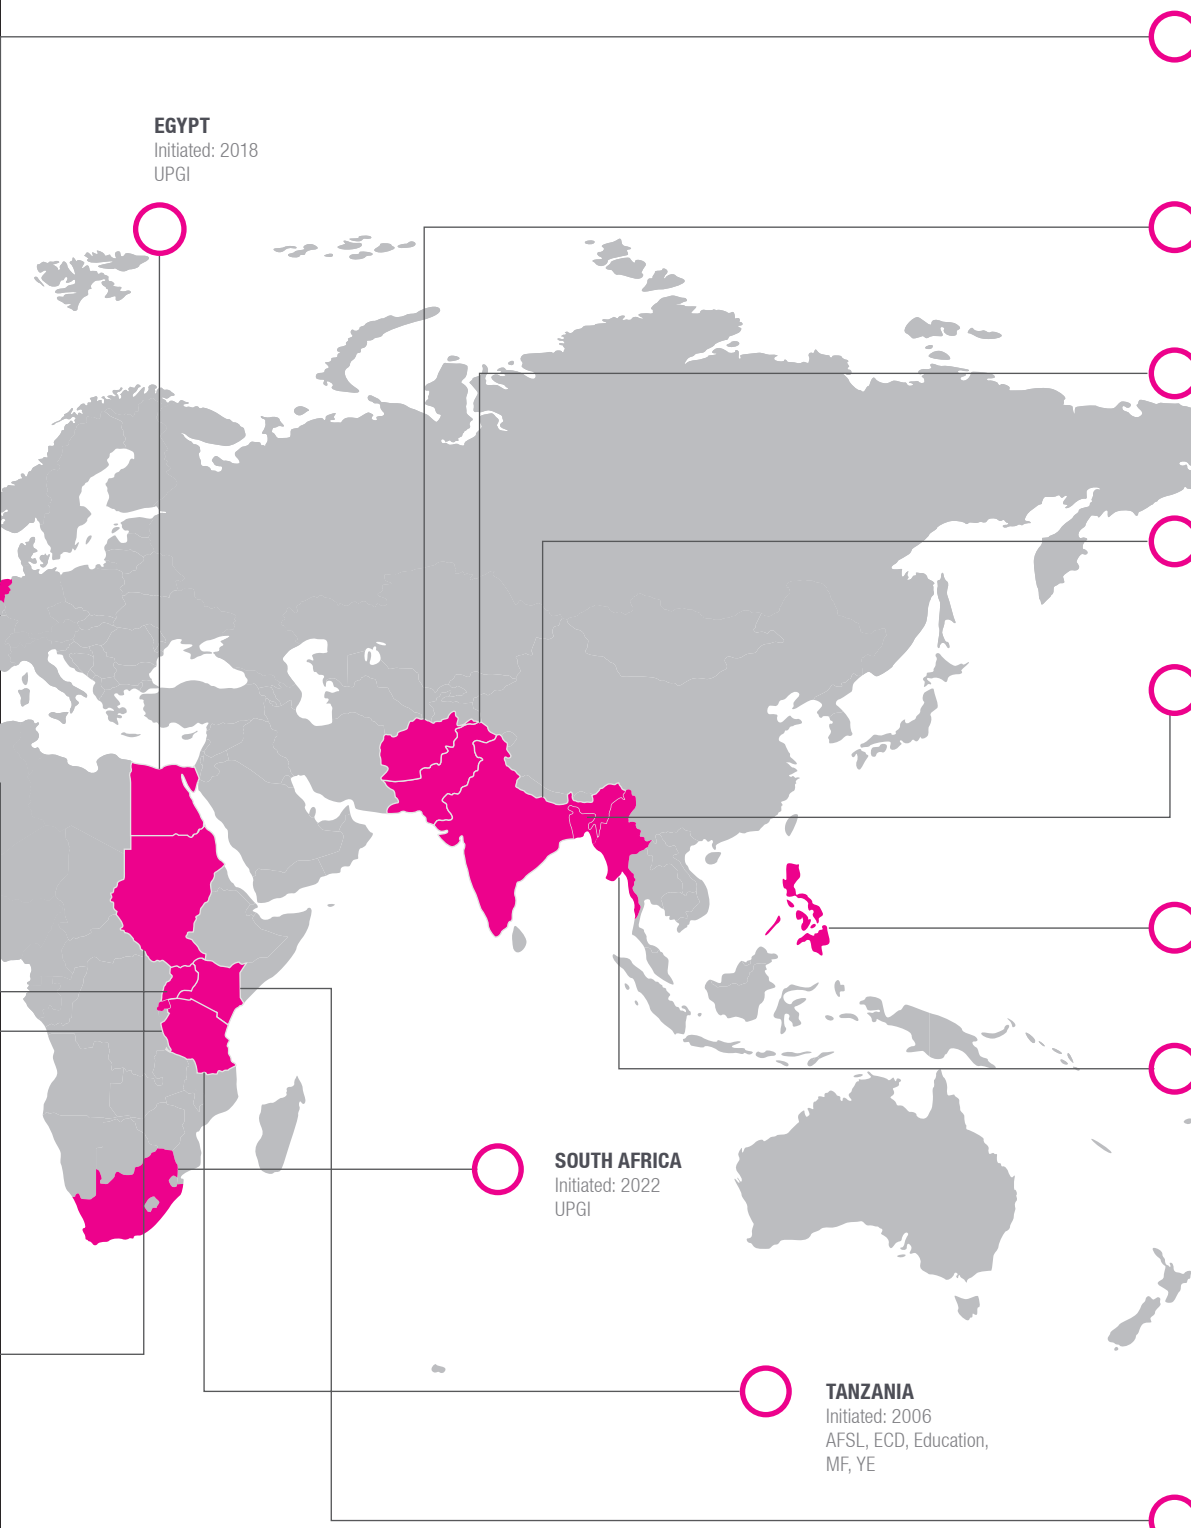 EGYPT
Initiated: 2018
UPGI
SOUTH AFRICA
Initiated: 2022
UPGI
TANZANIA
Initiated: 2006
AFSL, ECD, Education,
MF, YE